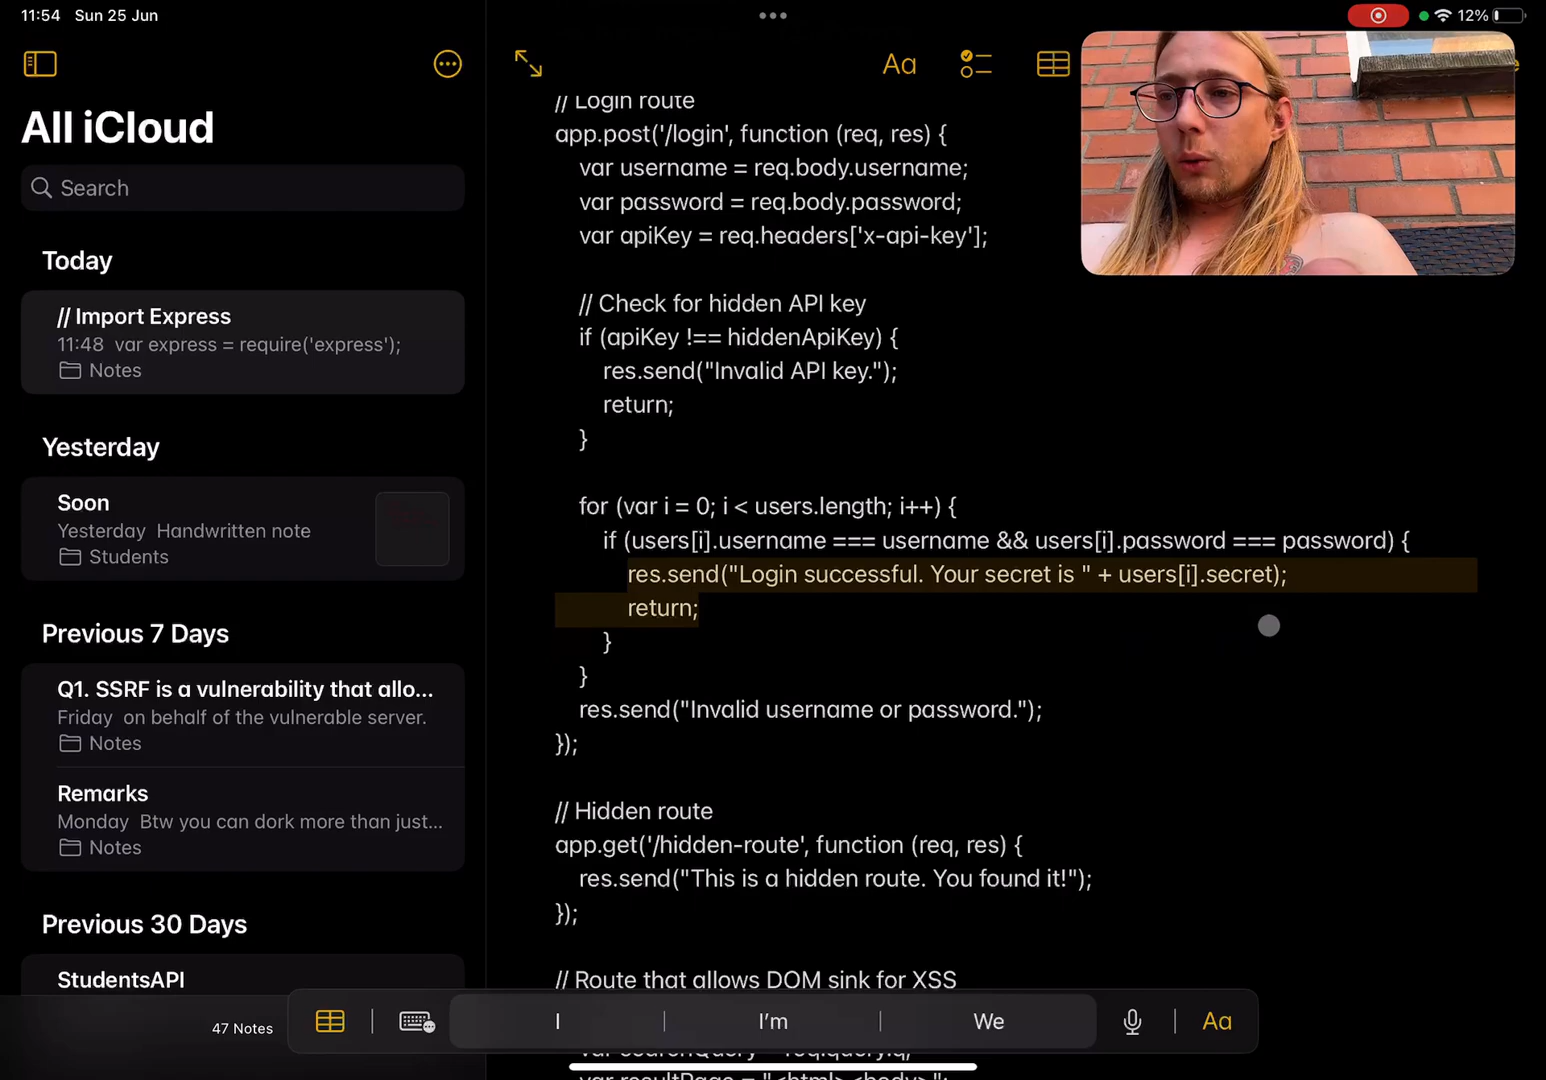 11:54 Sun 25 Jun
12%
All iCloud
Search
Today
// Import Express
11:48 var express = require('express');
Notes
Yesterday
Soon
Yesterday Handwritten note
Students
Previous 7 Days
Q1. SSRF is a vulnerability that allo...
Friday on behalf of the vulnerable server.
Notes
Remarks
Monday Btw you can dork more than just...
Notes
Previous 30 Days
StudentsAPI
47 Notes
Aa
// Login route
app.post('/login', function (req, res) {
var username = req.body.username;
var password = req.body.password;
var apiKey = req.headers['x-api-key'];
// Check for hidden API key
if (apiKey !== hiddenApiKey) {
res.send("Invalid API key.");
return;
}
for (var i = 0; i < users.length; i++) {
if (users[i].username === username && users[i].password === password) {
res.send("Login successful. Your secret is " + users[i].secret);
return;
}
}
res.send("Invalid username or password.");
});
// Hidden route
app.get('/hidden-route', function (req, res) {
res.send("This is a hidden route. You found it!");
});
// Route that allows DOM sink for XSS
I I'm We
Aa
var searchQuery = req.query.q;
var resultPage = "<html><body>";